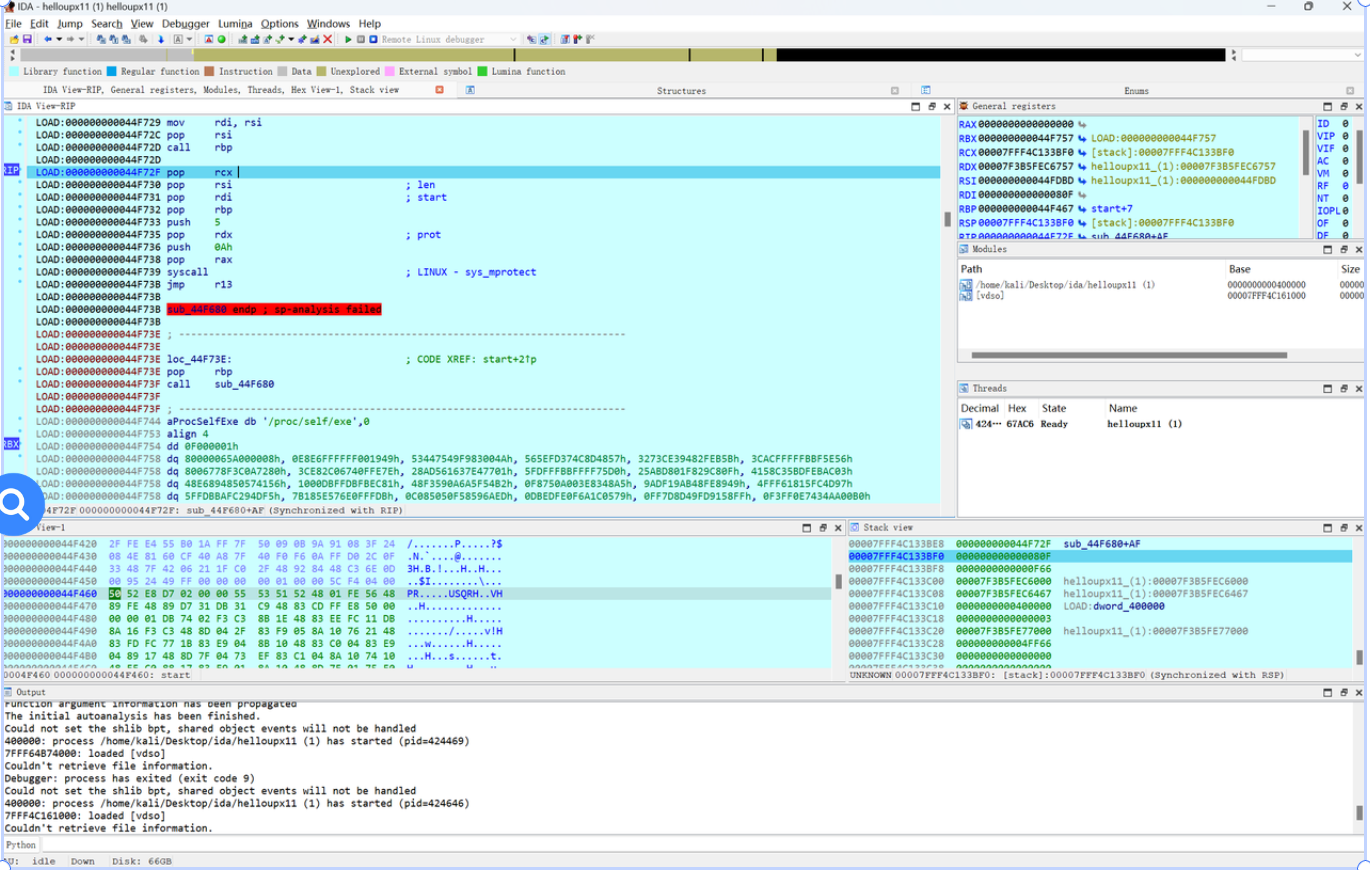 IDA - helloupx11 (1) helloupx11 (1)
File Edit Jump Search View Debugger Lumina Options Windows Help
Remote Linux debugger
Library function Regular function Instruction Data Unexplored External symbol Lumina function
IDA View-RIP, General registers, Modules, Threads, Hex View-1, Stack view Structures Enums
IDA View-RIP
LOAD:000000000044F729 mov rdi, rsi
LOAD:000000000044F72C pop rsi
LOAD:000000000044F72D call rbp
LOAD:000000000044F72D
RIP LOAD:000000000044F72F pop rcx
LOAD:000000000044F730 pop rsi ; len
LOAD:000000000044F731 pop rdi ; start
LOAD:000000000044F732 pop rbp
LOAD:000000000044F733 push 5
LOAD:000000000044F735 pop rdx ; prot
LOAD:000000000044F736 push 0Ah
LOAD:000000000044F738 pop rax
LOAD:000000000044F739 syscall ; LINUX - sys_mprotect
LOAD:000000000044F73B jmp r13
LOAD:000000000044F73B
LOAD:000000000044F73B sub_44F680 endp ; sp-analysis failed
LOAD:000000000044F73B
LOAD:000000000044F73E ; ---------------------------------------------------------------------------
LOAD:000000000044F73E
LOAD:000000000044F73E loc_44F73E: ; CODE XREF: start+2↑p
LOAD:000000000044F73E pop rbp
LOAD:000000000044F73F call sub_44F680
LOAD:000000000044F73F
LOAD:000000000044F73F ; ---------------------------------------------------------------------------
LOAD:000000000044F744 aProcSelfExe db '/proc/self/exe',0
LOAD:000000000044F753 align 4
RBX LOAD:000000000044F754 dd 0F000001h
LOAD:000000000044F758 dq 80000065A000008h, 0E8E6FFFFFF001949h, 53447549F983004Ah, 565EFD374C8D4857h, 3273CE39482FEB5Bh, 3CACFFFFFBBF5E56h
LOAD:000000000044F758 dq 8006778F3C0A7280h, 3CE82C06740FFE7Eh, 28AD561637E47701h, 5FDFFFBBFFFF75D0h, 25ABD801F829C80Fh, 4158C35BDFEBAC03h
LOAD:000000000044F758 dq 48E6894850574156h, 1000DBFFDBFBEC81h, 48F3590A6A5F54B2h, 0F8750A003E8348A5h, 9ADF19AB48FE8949h, 4FFF61815FC4D97h
LOAD:000000000044F758 dq 5FFDBBAFC294DF5h, 7B185E576E0FFFDBh, 0C085050F58596AEDh, 0DBEDFE0F6A1C0579h, 0FF7D8D49FD9158FFh, 0F3FF0E7434AA00B0h
4F72F 000000000044F72F: sub_44F680+AF (Synchronized with RIP)
General registers
RAX 0000000000000000
RBX 000000000044F757 LOAD:000000000044F757
RCX 00007FFF4C133BF0 [stack]:00007FFF4C133BF0
RDX 00007F3B5FEC6757 helloupx11_(1):00007F3B5FEC6757
RSI 000000000044FDBD helloupx11_(1):000000000044FDBD
RDI 000000000000080F
RBP 000000000044F467 start+7
RSP 00007FFF4C133BF0 [stack]:00007FFF4C133BF0
RIP 000000000044F72F sub_44F680+AF
ID 0
VIP 0
VIF 0
AC 0
VM 0
RF 0
NT 0
IOPL 0
OF 0
DF 0
Modules
Path Base Size
/home/kali/Desktop/ida/helloupx11 (1) 0000000000400000 00000
[vdso] 00007FFF4C161000 00000
Threads
Decimal Hex State Name
424… 67AC6 Ready helloupx11 (1)
View-1
000000000044F420 2F FE E4 55 B0 1A FF 7F 50 09 0B 9A 91 08 3F 24 /.......P.....?$
000000000044F430 08 4E 81 60 CF 40 A8 7F 40 F0 F6 0A FF D0 2C 0F .N.`....@.......
000000000044F440 33 48 7F 42 06 21 1F C0 2F 48 92 84 48 C3 6E 0D 3H.B.!...H..H...
000000000044F450 00 95 24 49 FF 00 00 00 00 01 00 00 5C F4 04 00 ..$I........\...
000000000044F460 50 52 E8 D7 02 00 00 55 53 51 52 48 01 FE 56 48 PR.....USQRH..VH
000000000044F470 89 FE 48 89 D7 31 DB 31 C9 48 83 CD FF E8 50 00 ..H.............
000000000044F480 00 00 01 DB 74 02 F3 C3 8B 1E 48 83 EE FC 11 DB
000000000044F490 8A 16 F3 C3 48 8D 04 2F 83 F9 05 8A 10 76 21 48 ......./.....v!H
000000000044F4A0 83 FD FC 77 1B 83 E9 04 8B 10 48 83 C0 04 83 E9 ...w......H.....
000000000044F4B0 04 89 17 48 8D 7F 04 73 EF 83 C1 04 8A 10 74 10 ...H...s......t.
0004F460 000000000044F460: start
Stack view
00007FFF4C133BE8 000000000044F72F sub_44F680+AF
00007FFF4C133BF0 000000000000080F
00007FFF4C133BF8 0000000000000F66
00007FFF4C133C00 00007F3B5FEC6000 helloupx11_(1):00007F3B5FEC6000
00007FFF4C133C08 00007F3B5FEC6467 helloupx11_(1):00007F3B5FEC6467
00007FFF4C133C10 0000000000400000 LOAD:dword_400000
00007FFF4C133C18 0000000000000003
00007FFF4C133C20 00007F3B5FE77000 helloupx11_(1):00007F3B5FE77000
00007FFF4C133C28 000000000004FF66
00007FFF4C133C30 0000000000000000
UNKNOWN 00007FFF4C133BF0: [stack]:00007FFF4C133BF0 (Synchronized with RSP)
Output
Function argument information has been propagated
The initial autoanalysis has been finished.
Could not set the shlib bpt, shared object events will not be handled
400000: process /home/kali/Desktop/ida/helloupx11 (1) has started (pid=424469)
7FFF64B74000: loaded [vdso]
Couldn't retrieve file information.
Debugger: process has exited (exit code 9)
Could not set the shlib bpt, shared object events will not be handled
400000: process /home/kali/Desktop/ida/helloupx11 (1) has started (pid=424646)
7FFF4C161000: loaded [vdso]
Couldn't retrieve file information.
Python
AU: idle Down Disk: 66GB